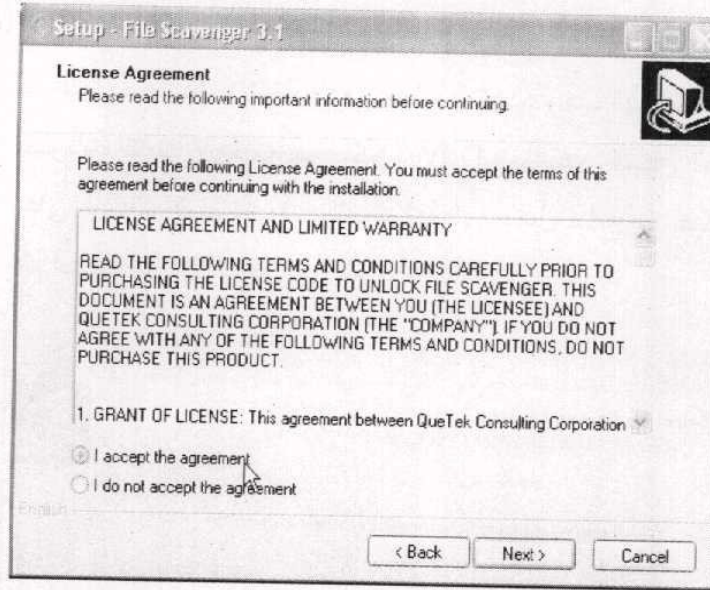 Setup - File Scavenger 3.1
License Agreement
Please read the following important information before continuing.
Please read the following License Agreement. You must accept the terms of this
agreement before continuing with the installation.
LICENSE AGREEMENT AND LIMITED WARRANTY
READ THE FOLLOWING TERMS AND CONDITIONS CAREFULLY PRIOR TO
PURCHASING THE LICENSE CODE TO UNLOCK FILE SCAVENGER. THIS
DOCUMENT IS AN AGREEMENT BETWEEN YOU (THE LICENSEE) AND
QUETEK CONSULTING CORPORATION (THE "COMPANY"). IF YOU DO NOT
AGREE WITH ANY OF THE FOLLOWING TERMS AND CONDITIONS, DO NOT
PURCHASE THIS PRODUCT.
1. GRANT OF LICENSE: This agreement between QueTek Consulting Corporation
I accept the agreement
I do not accept the agreement
English
< Back Next > Cancel